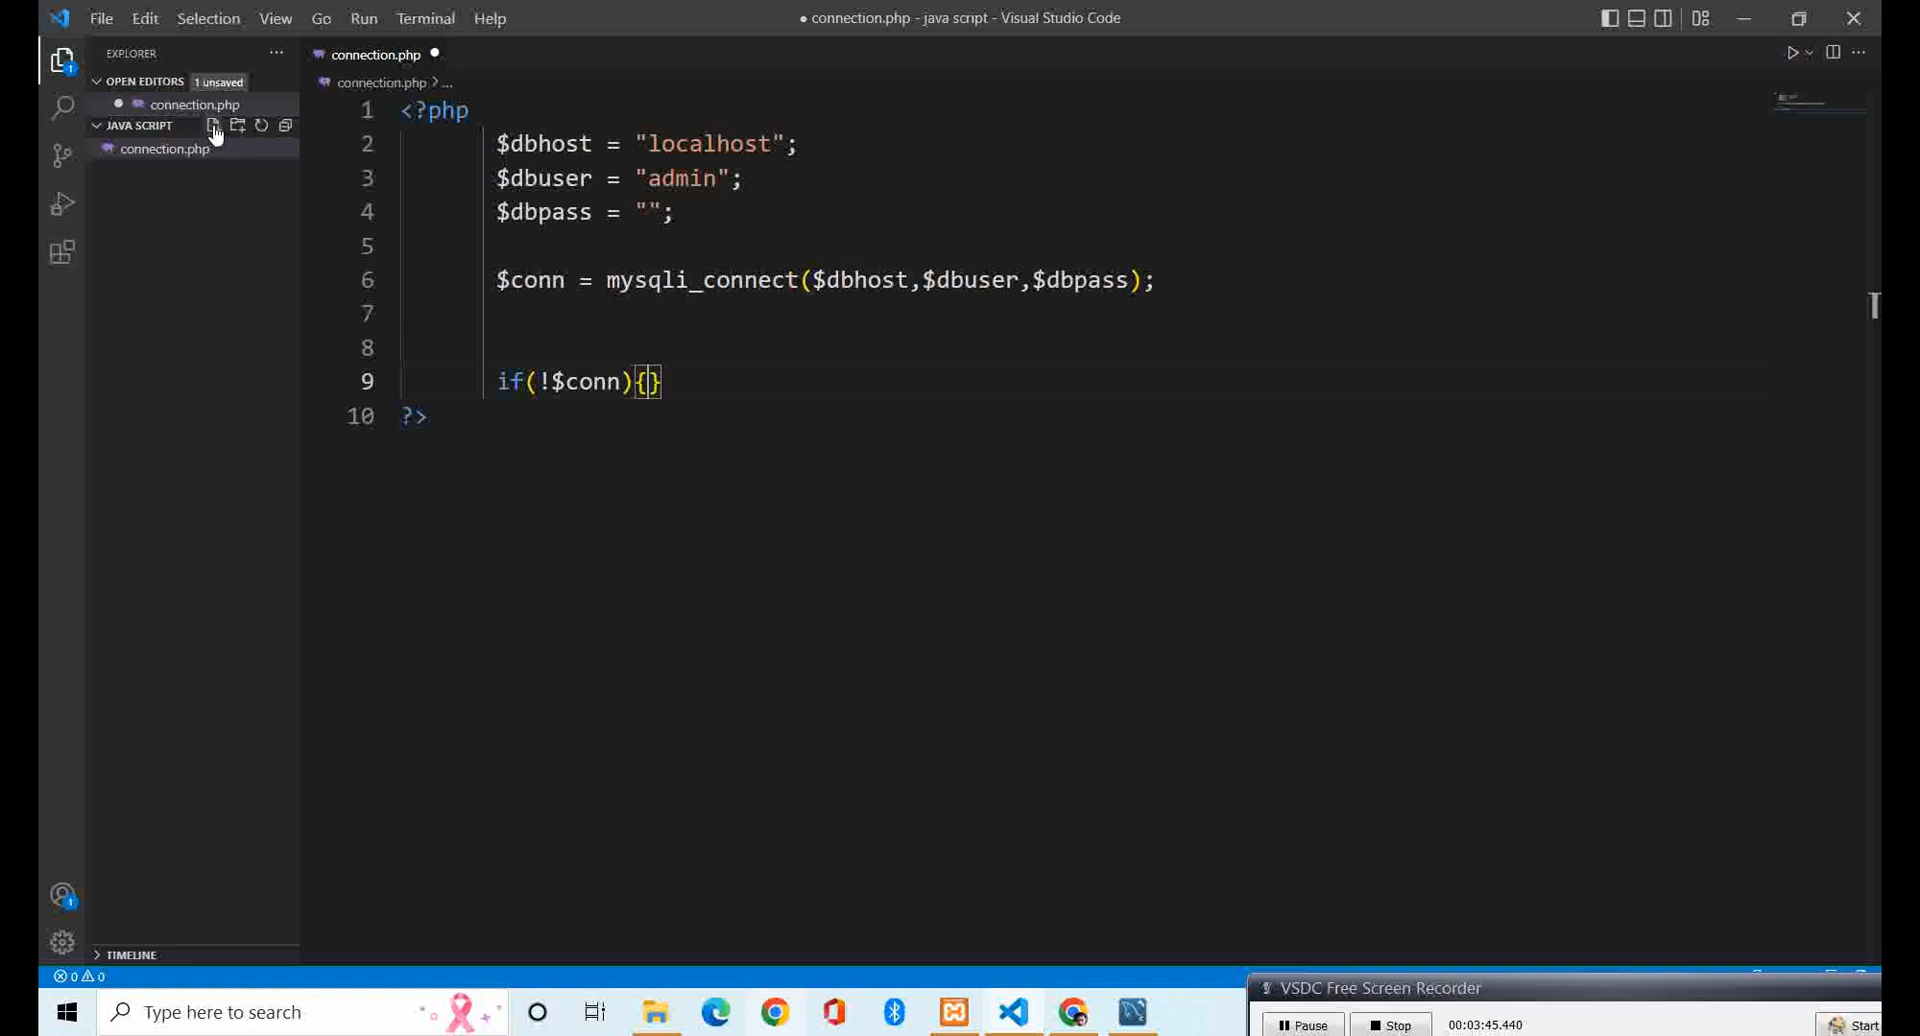 File Edit Selection View Go Run Terminal Help
● connection.php - java script - Visual Studio Code
EXPLORER ...
OPEN EDITORS 1 unsaved
connection.php
JAVA SCRIPT
connection.php
connection.php
connection.php > ...
1 <?php
2 $dbhost = "localhost";
3 $dbuser = "admin";
4 $dbpass = "";
5
6 $conn = mysqli_connect($dbhost,$dbuser,$dbpass);
7
8
9 if(!$conn){}
10 ?>
1
1
TIMELINE
0 0
Type here to search
VSDC Free Screen Recorder
Pause Stop 00:03:45.440 Start